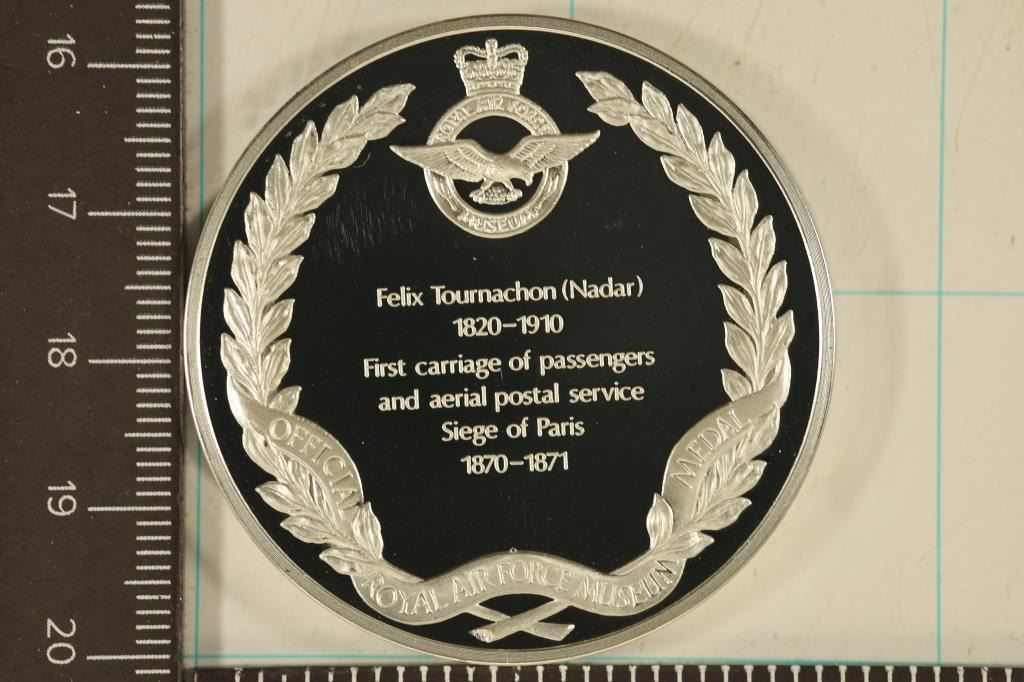 ROYAL AIR FORCE
MUSEUM
Felix Tournachon (Nadar)
1820-1910
First carriage of passengers
and aerial postal service
Siege of Paris
1870-1871
OFFICIAL
ROYAL AIR FORCE MUSEUM
MEDAL
16
17
18
19
20